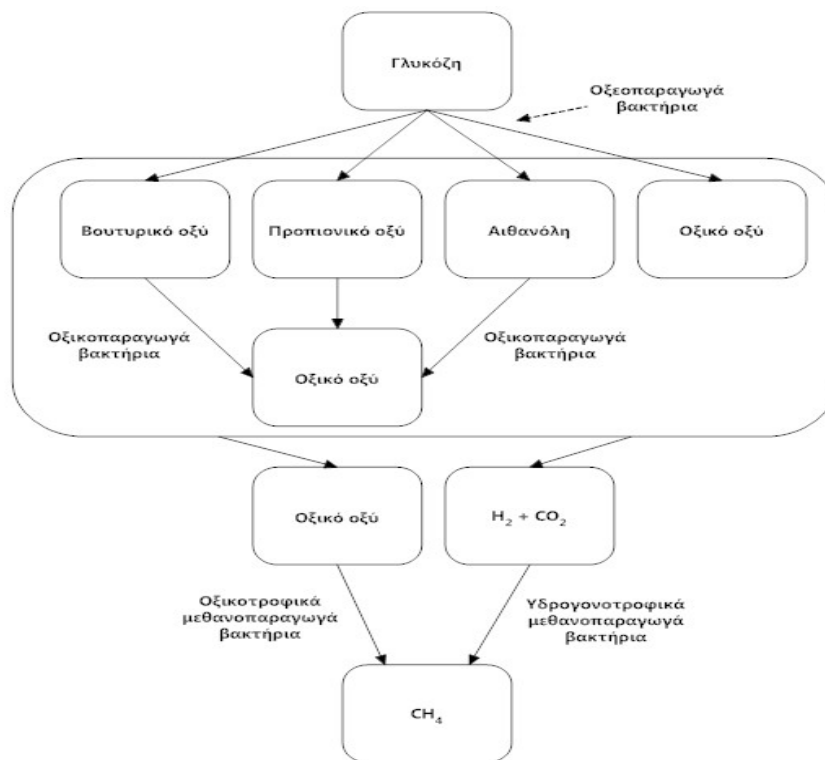 Γλυκόζη
Οξεοπαραγωγά
βακτήρια
Βουτυρικό οξύ
Προπιονικό οξύ
Αιθανόλη
Οξικό οξύ
Οξικοπαραγωγά
βακτήρια
Οξικό οξύ
Οξικοπαραγωγά
βακτήρια
Οξικό οξύ
H₂ + CO₂
Οξικοτροφικά
μεθανοπαραγωγά
βακτήρια
Υδρογονοτροφικά
μεθανοπαραγωγά
βακτήρια
CH₄